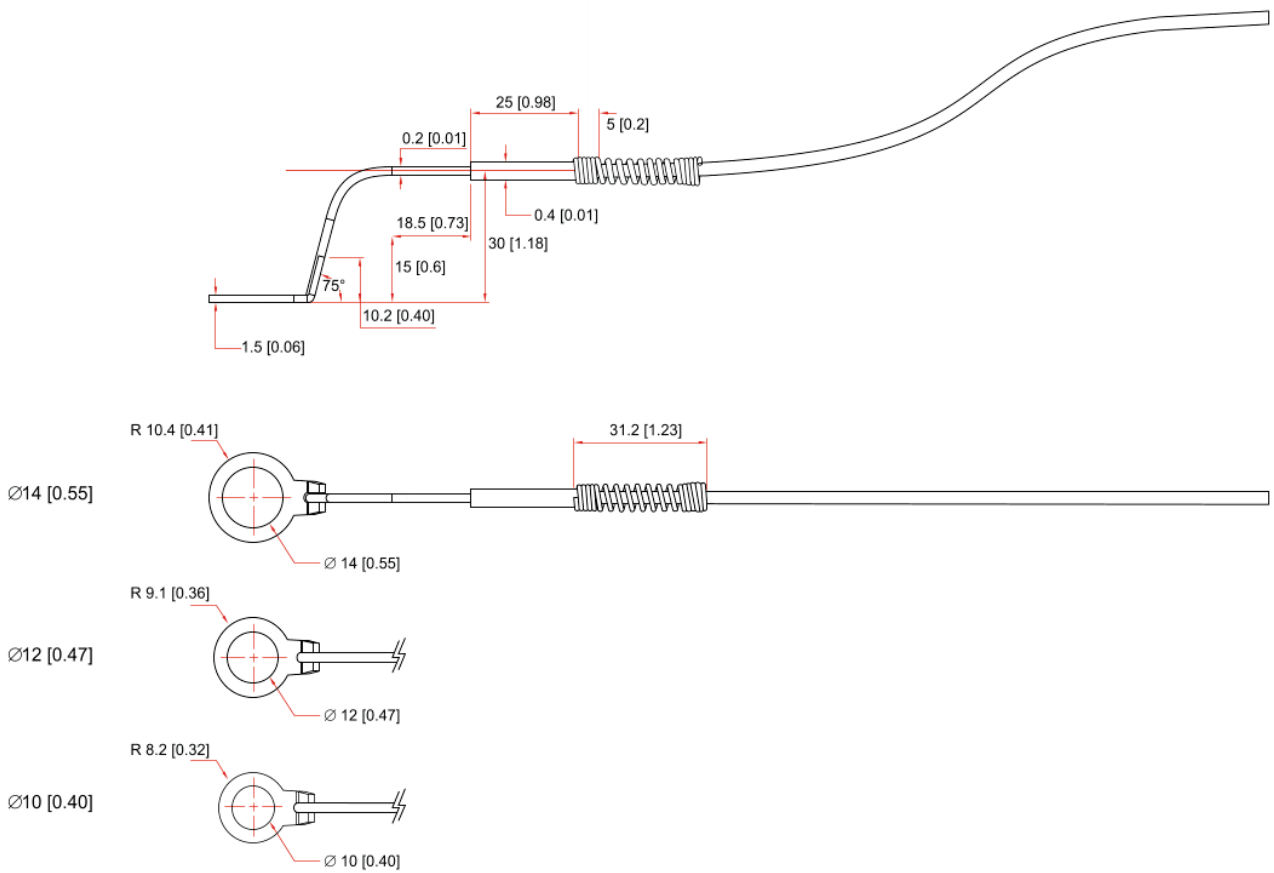 25 [0.98]
5 [0.2]
0.2 [0.01]
0.4 [0.01]
18.5 [0.73]
30 [1.18]
15 [0.6]
75°
10.2 [0.40]
1.5 [0.06]
R 10.4 [0.41]
31.2 [1.23]
∅14 [0.55]
∅ 14 [0.55]
R 9.1 [0.36]
∅12 [0.47]
∅ 12 [0.47]
R 8.2 [0.32]
∅10 [0.40]
∅ 10 [0.40]